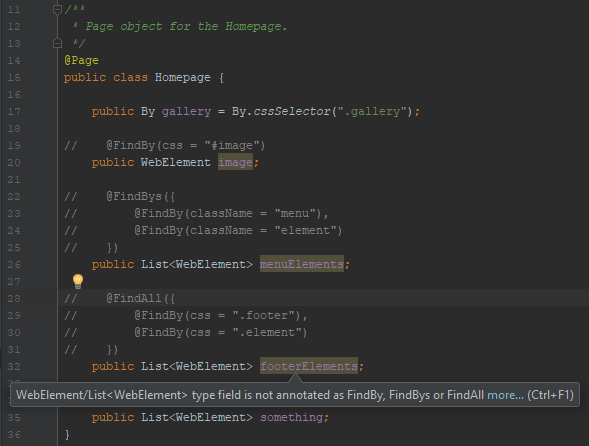 11 /**
12 * Page object for the Homepage.
13 */
14 @Page
15 public class Homepage {
16
17 public By gallery = By.cssSelector(".gallery");
18
19 // @FindBy(css = "#image")
20 public WebElement image;
21
22 // @FindBys({
23 // @FindBy(className = "menu"),
24 // @FindBy(className = "element")
25 // })
26 public List<WebElement> menuElements;
27
28 // @FindAll({
29 // @FindBy(css = ".footer"),
30 // @FindBy(css = ".element")
31 // })
32 public List<WebElement> footerElements;
WebElement/List<WebElement> type field is not annotated as FindBy, FindBys or FindAll more... (Ctrl+F1)
35 public List<WebElement> something;
36 }